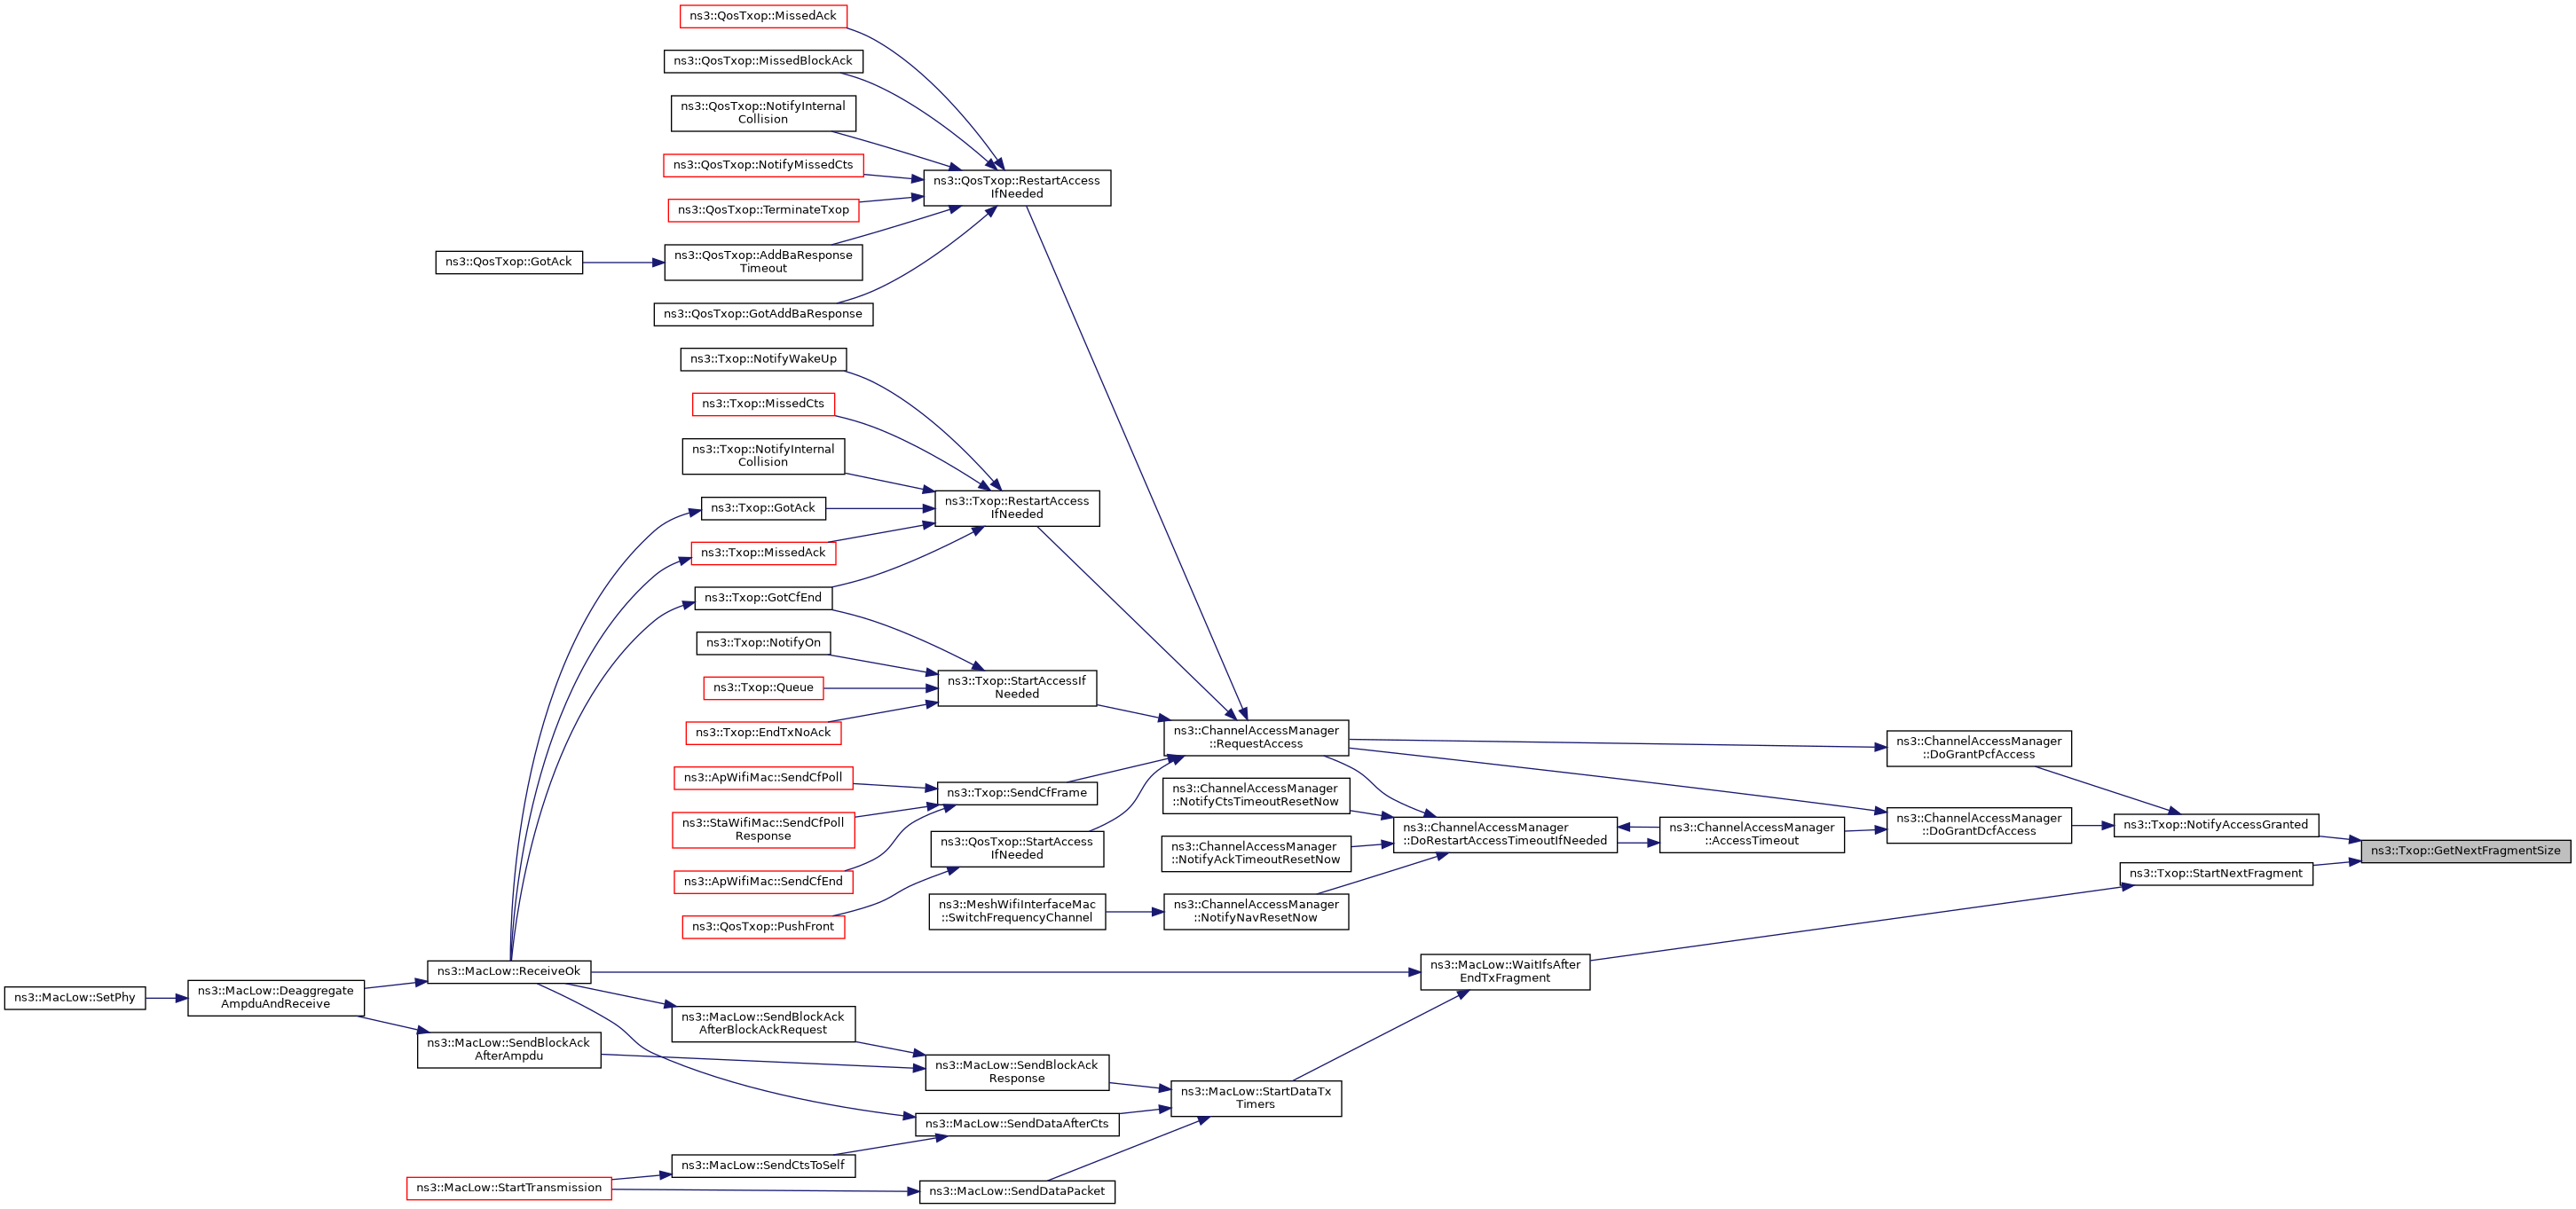 ns3::QosTxop::MissedAck
ns3::QosTxop::MissedBlockAck
ns3::QosTxop::NotifyInternal
Collision
ns3::QosTxop::NotifyMissedCts
ns3::QosTxop::TerminateTxop
ns3::QosTxop::RestartAccess
IfNeeded
ns3::QosTxop::GotAck
ns3::QosTxop::AddBaResponse
Timeout
ns3::QosTxop::GotAddBaResponse
ns3::Txop::NotifyWakeUp
ns3::Txop::MissedCts
ns3::Txop::NotifyInternal
Collision
ns3::Txop::GotAck
ns3::Txop::RestartAccess
IfNeeded
ns3::Txop::MissedAck
ns3::Txop::GotCfEnd
ns3::Txop::NotifyOn
ns3::Txop::Queue
ns3::Txop::StartAccessIf
Needed
ns3::Txop::EndTxNoAck
ns3::ChannelAccessManager
::RequestAccess
ns3::ChannelAccessManager
::DoGrantPcfAccess
ns3::ApWifiMac::SendCfPoll
ns3::Txop::SendCfFrame
ns3::ChannelAccessManager
::NotifyCtsTimeoutResetNow
ns3::StaWifiMac::SendCfPoll
Response
ns3::QosTxop::StartAccess
IfNeeded
ns3::ChannelAccessManager
::NotifyAckTimeoutResetNow
ns3::ChannelAccessManager
::DoRestartAccessTimeoutIfNeeded
ns3::ChannelAccessManager
::AccessTimeout
ns3::ChannelAccessManager
::DoGrantDcfAccess
ns3::Txop::NotifyAccessGranted
ns3::Txop::GetNextFragmentSize
ns3::Txop::StartNextFragment
ns3::ApWifiMac::SendCfEnd
ns3::QosTxop::PushFront
ns3::MeshWifiInterfaceMac
::SwitchFrequencyChannel
ns3::ChannelAccessManager
::NotifyNavResetNow
ns3::MacLow::SetPhy
ns3::MacLow::Deaggregate
AmpduAndReceive
ns3::MacLow::ReceiveOk
ns3::MacLow::WaitIfsAfter
EndTxFragment
ns3::MacLow::SendBlockAck
AfterBlockAckRequest
ns3::MacLow::SendBlockAck
AfterAmpdu
ns3::MacLow::SendBlockAck
Response
ns3::MacLow::StartDataTx
Timers
ns3::MacLow::SendDataAfterCts
ns3::MacLow::SendCtsToSelf
ns3::MacLow::StartTransmission
ns3::MacLow::SendDataPacket